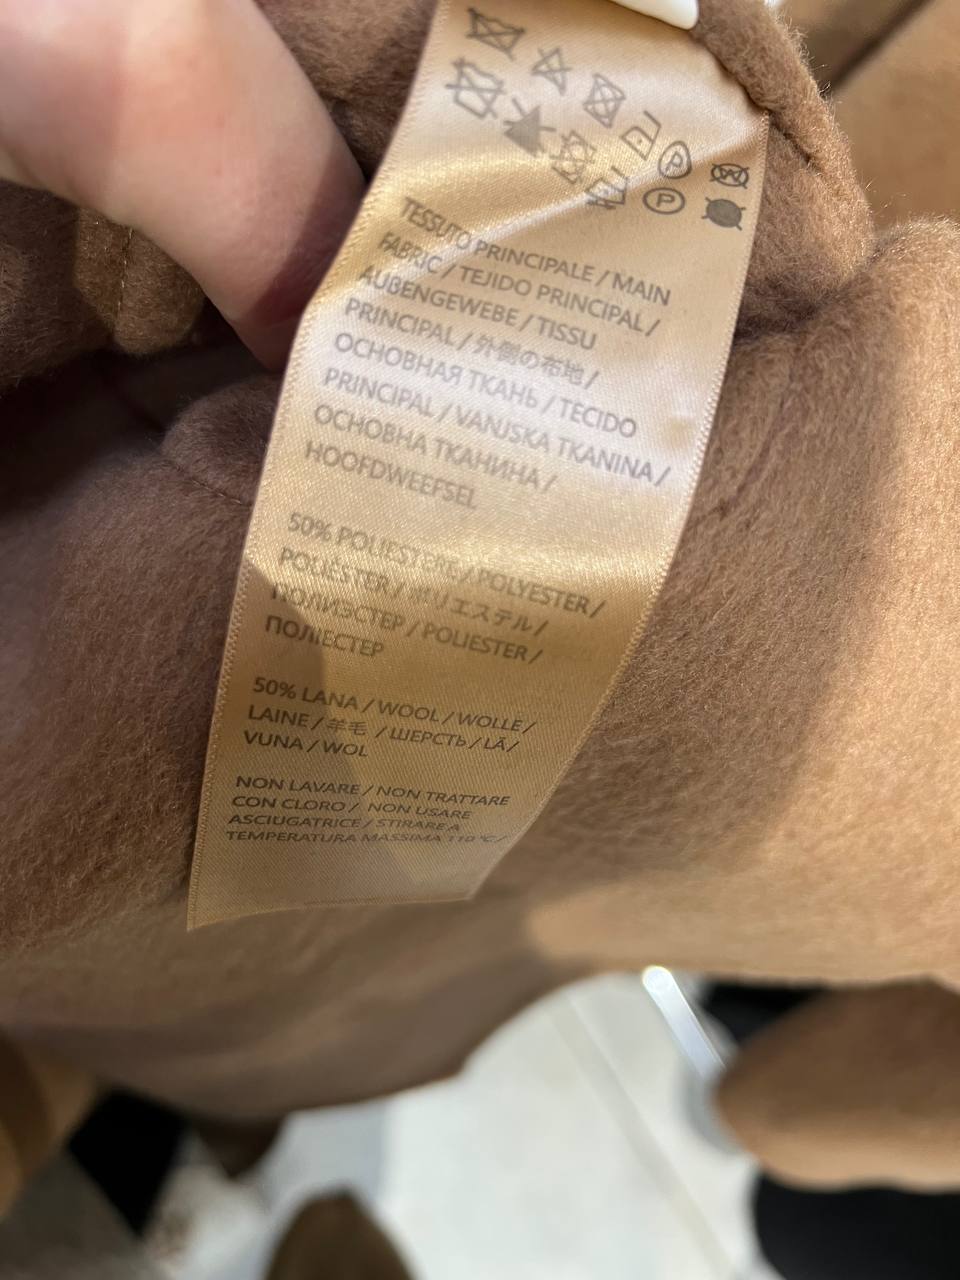 P W
P
TESSUTO PRINCIPALE / MAIN
FABRIC / TEJIDO PRINCIPAL /
AUßENGEWEBE / TISSU
PRINCIPAL / 外側の布地 /
ОСНОВНАЯ ТКАНЬ / TECIDO
PRINCIPAL / VANJSKA TKANINA /
ОСНОВНА ТКАНИНА /
HOOFDWEEFSEL
50% POLIESTERE / POLYESTER /
POLIÉSTER / ポリエステル /
ПОЛИЭСТЕР / POLIESTER /
ПОЛІЕСТЕР
50% LANA / WOOL / WOLLE /
LAINE / 羊毛 / ШЕРСТЬ / LÃ /
VUNA / WOL
NON LAVARE / NON TRATTARE
CON CLORO / NON USARE
ASCIUGATRICE / STIRARE A
TEMPERATURA MASSIMA 110 °C /